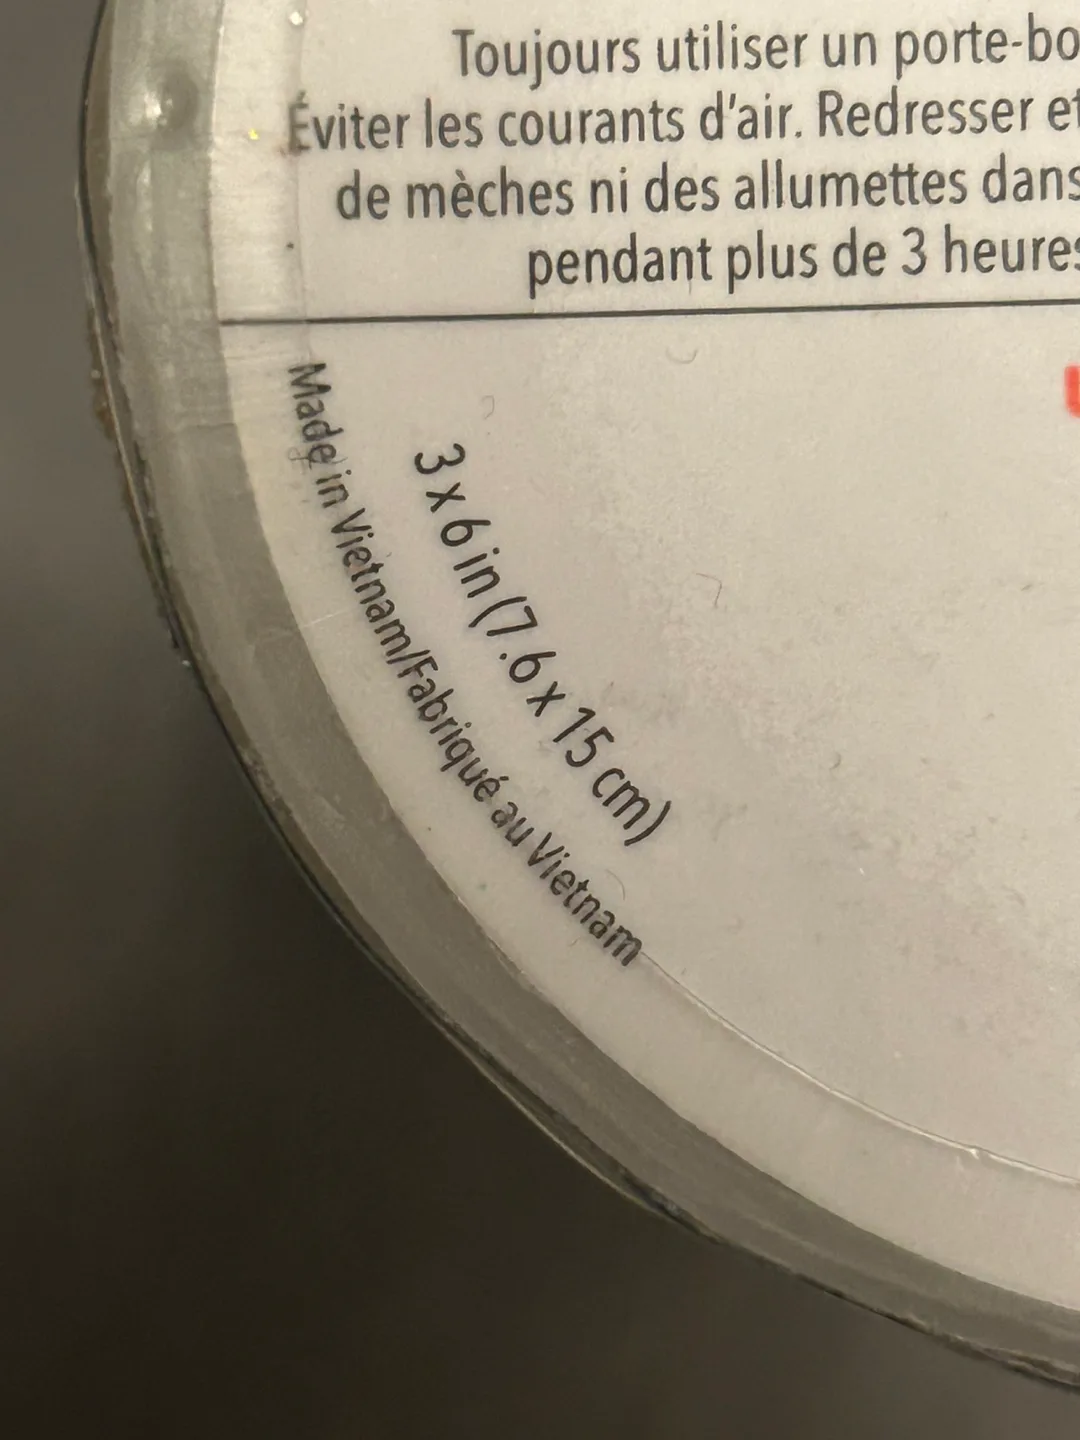 Toujours utiliser un porte-bo
Éviter les courants d'air. Redresser et
de mèches ni des allumettes dans
pendant plus de 3 heures
3 x 6 in (7.6 x 15 cm)
Made in Vietnam/Fabriqué au Vietnam